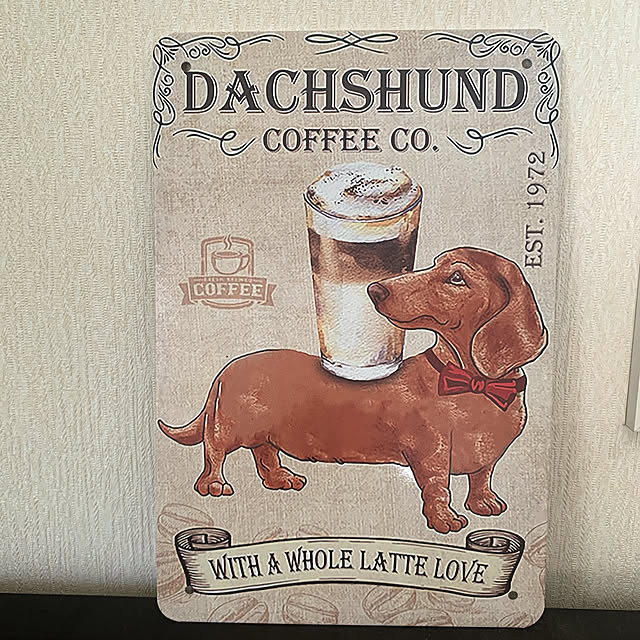 DACHSHUND
COFFEE CO.
EST. 1972
COFFEE
WITH A WHOLE LATTE LOVE